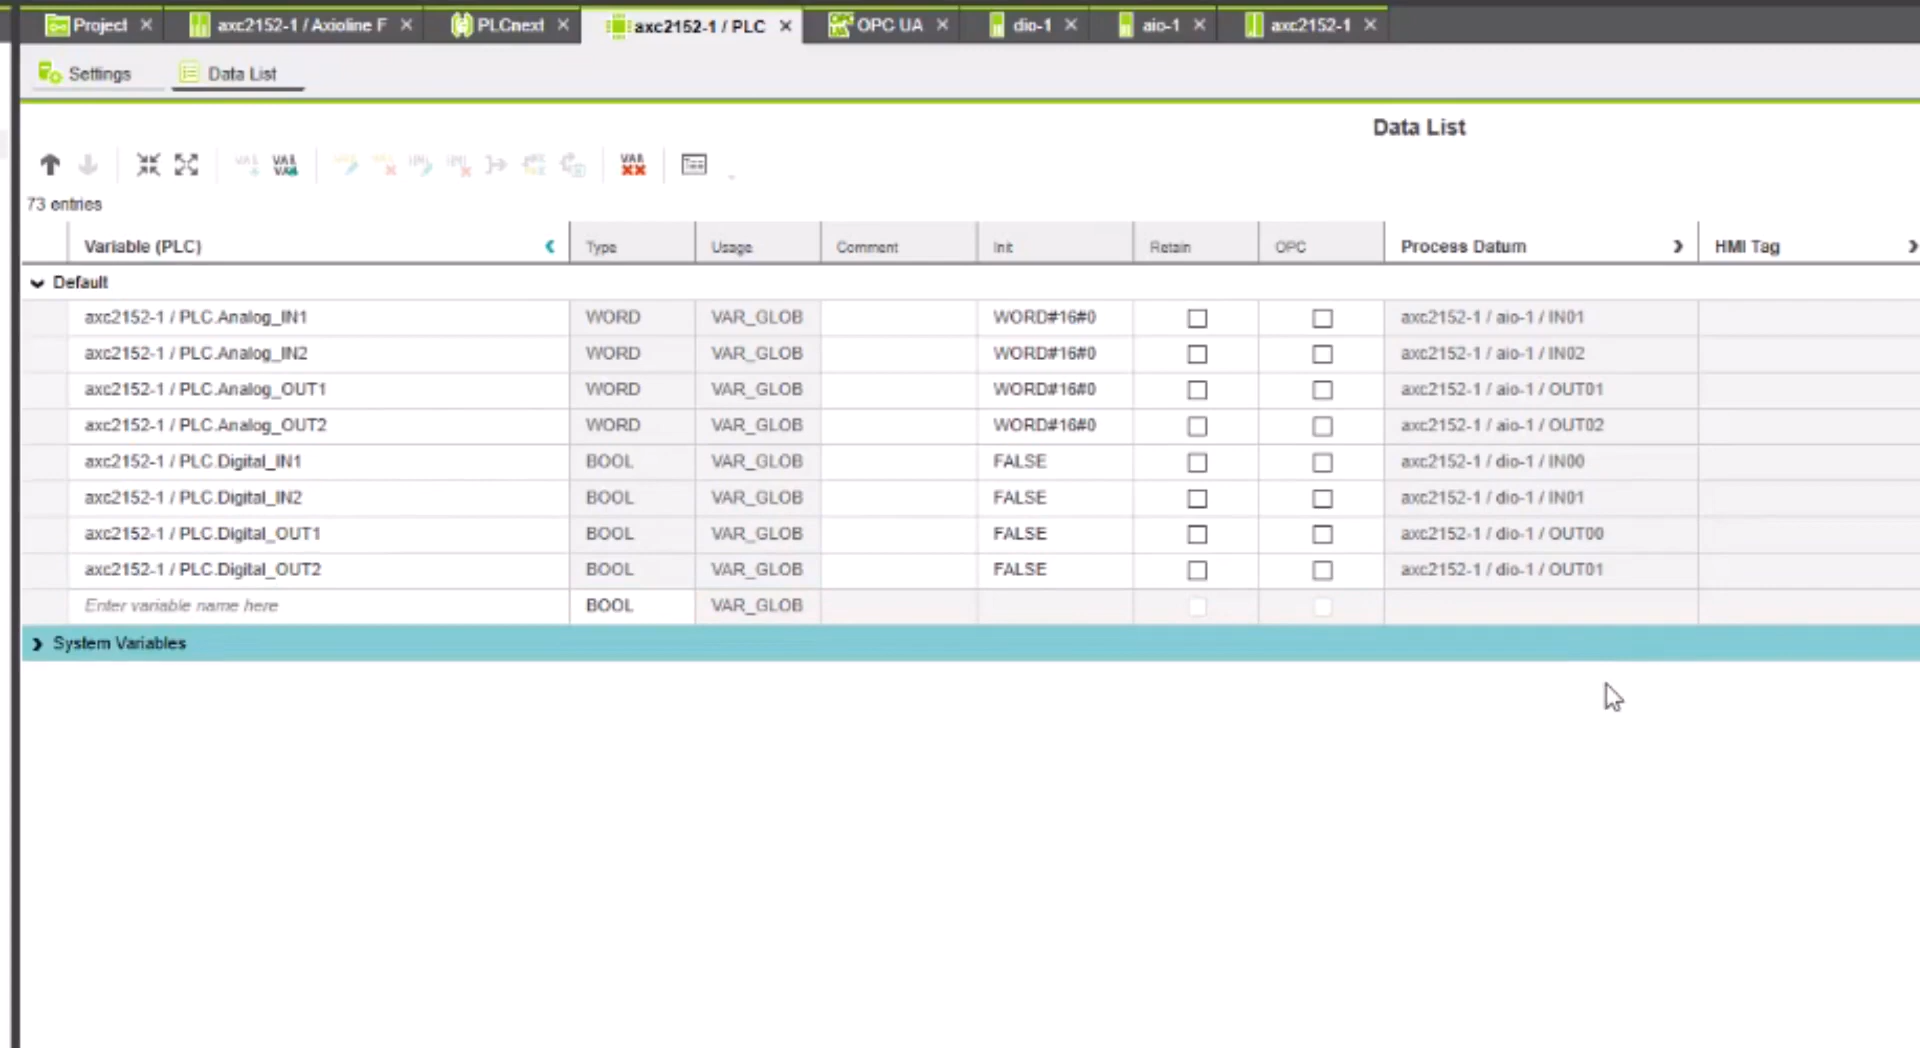 Project axc2152-1 / Axioline F PLCnext axc2152-1 / PLC OPC UA dio-1 aio-1 axc2152-1
Settings Data List
Data List
73 entries
Variable (PLC) Type Usage Comment Init Retain OPC Process Datum HMI Tag
Default
axc2152-1 / PLC.Analog_IN1 WORD VAR_GLOB WORD#16#0 axc2152-1 / aio-1 / IN01
axc2152-1 / PLC.Analog_IN2 WORD VAR_GLOB WORD#16#0 axc2152-1 / aio-1 / IN02
axc2152-1 / PLC.Analog_OUT1 WORD VAR_GLOB WORD#16#0 axc2152-1 / aio-1 / OUT01
axc2152-1 / PLC.Analog_OUT2 WORD VAR_GLOB WORD#16#0 axc2152-1 / aio-1 / OUT02
axc2152-1 / PLC.Digital_IN1 BOOL VAR_GLOB FALSE axc2152-1 / dio-1 / IN00
axc2152-1 / PLC.Digital_IN2 BOOL VAR_GLOB FALSE axc2152-1 / dio-1 / IN01
axc2152-1 / PLC.Digital_OUT1 BOOL VAR_GLOB FALSE axc2152-1 / dio-1 / OUT00
axc2152-1 / PLC.Digital_OUT2 BOOL VAR_GLOB FALSE axc2152-1 / dio-1 / OUT01
Enter variable name here BOOL VAR_GLOB
System Variables